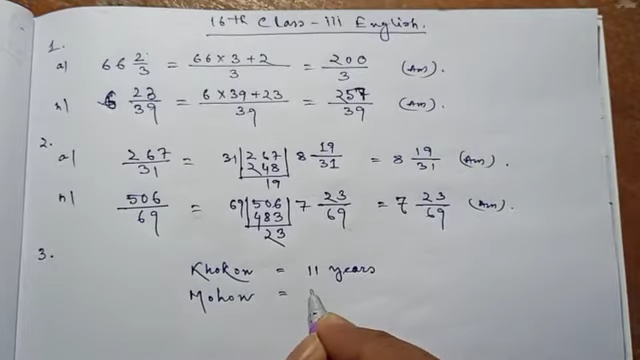 16th Class - III English.
1.
a) 66 2/3 = (66 × 3 + 2)/3 = 200/3 (Ans).
n) 6 23/39 = (6 × 39 + 23)/39 = 257/39 (Ans).
2.
a) 267/31 = 31|267|8 19/31 = 8 19/31 (Ans).
248
19
n) 506/69 = 69|506|7 23/69 = 7 23/69 (Ans).
483
23
3.
Khokon = 11 years
Mohon =